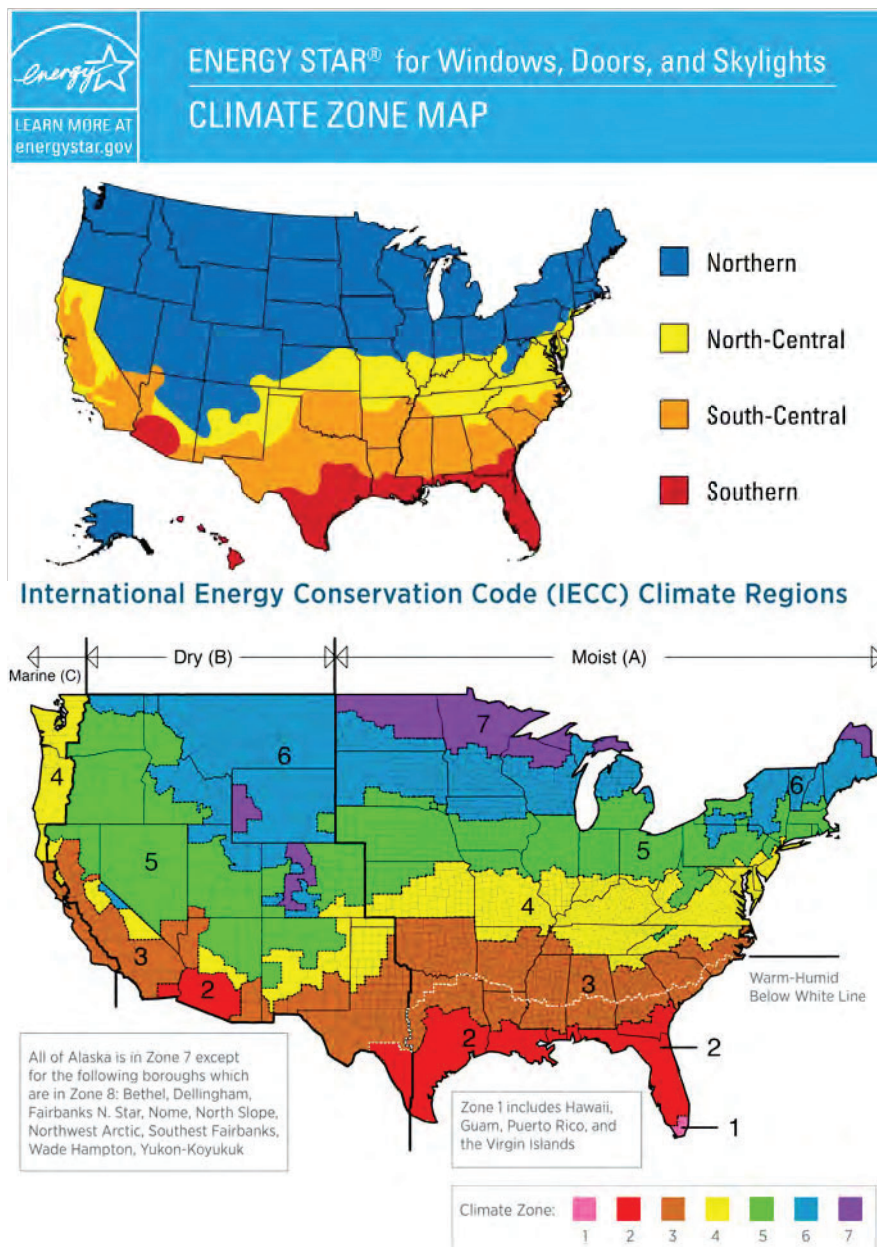 energy
LEARN MORE AT
energystar.gov
ENERGY STAR® for Windows, Doors, and Skylights
CLIMATE ZONE MAP
Northern
North-Central
South-Central
Southern
International Energy Conservation Code (IECC) Climate Regions
Marine (C)
Dry (B)
Moist (A)
7
6
6
4
5
5
4
3
3
2
2
Warm-Humid
Below White Line
2
1
All of Alaska is in Zone 7 except
for the following boroughs which
are in Zone 8: Bethel, Dellingham,
Fairbanks N. Star, Nome, North Slope,
Northwest Arctic, Southest Fairbanks,
Wade Hampton, Yukon-Koyukuk
Zone 1 includes Hawaii,
Guam, Puerto Rico, and
the Virgin Islands
Climate Zone:
1 2 3 4 5 6 7